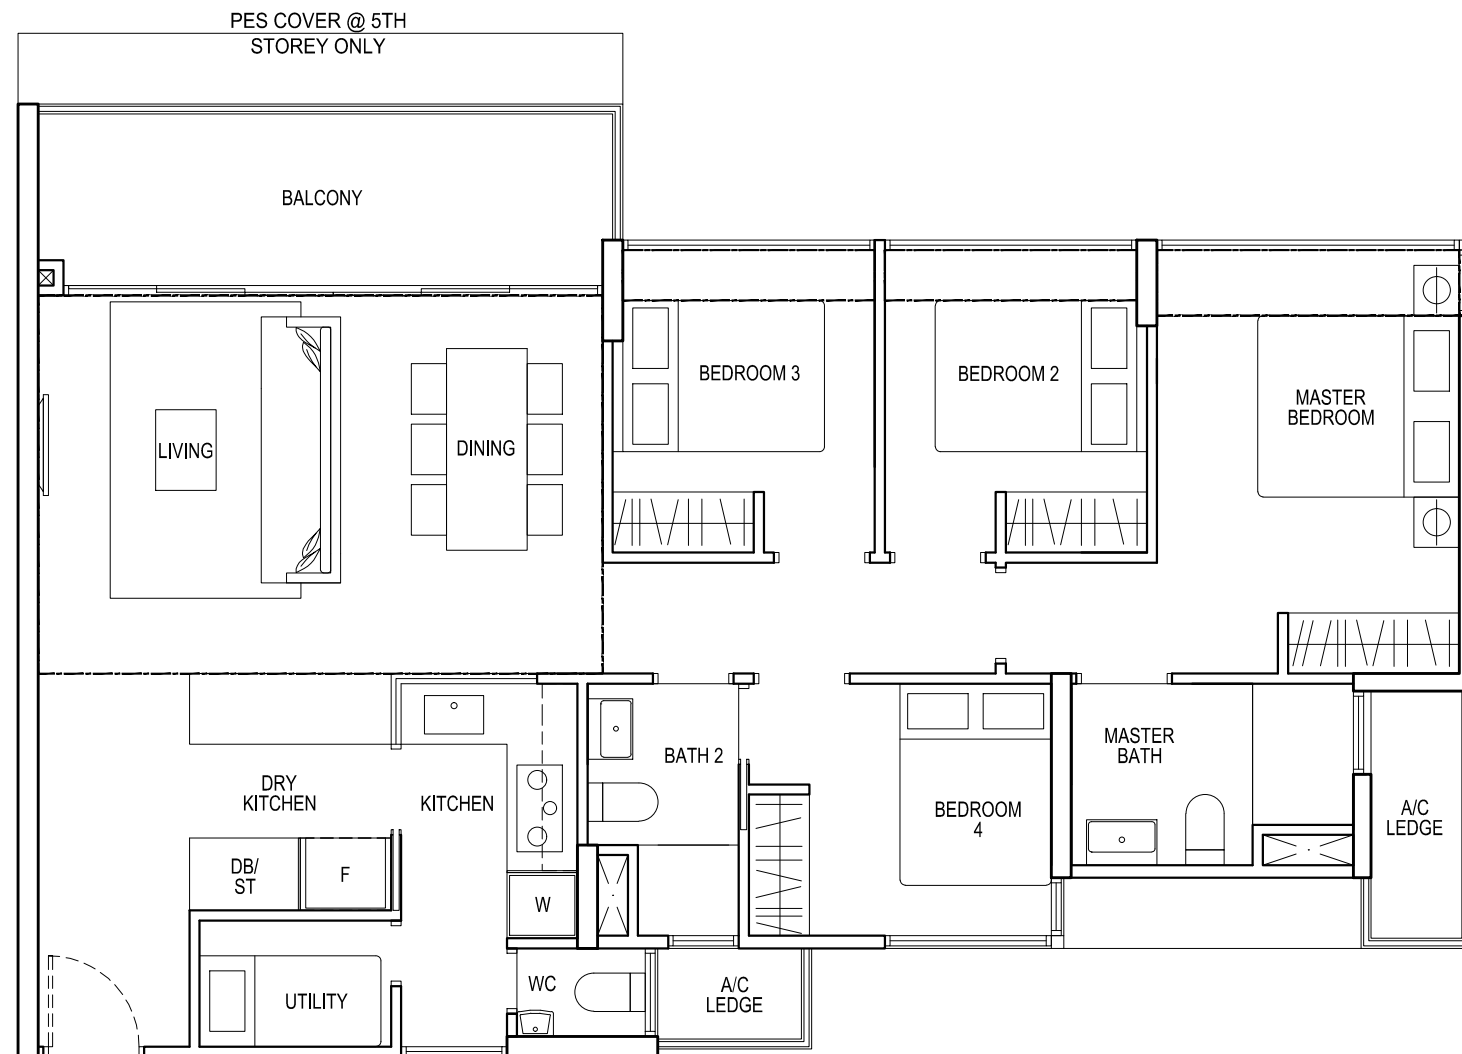 PES COVER @ 5TH
STOREY ONLY
BALCONY
LIVING
DINING
BEDROOM 3
BEDROOM 2
MASTER
BEDROOM
DRY
KITCHEN
KITCHEN
BATH 2
BEDROOM
4
MASTER
BATH
A/C
LEDGE
DB/
ST
F
W
UTILITY
WC
A/C
LEDGE